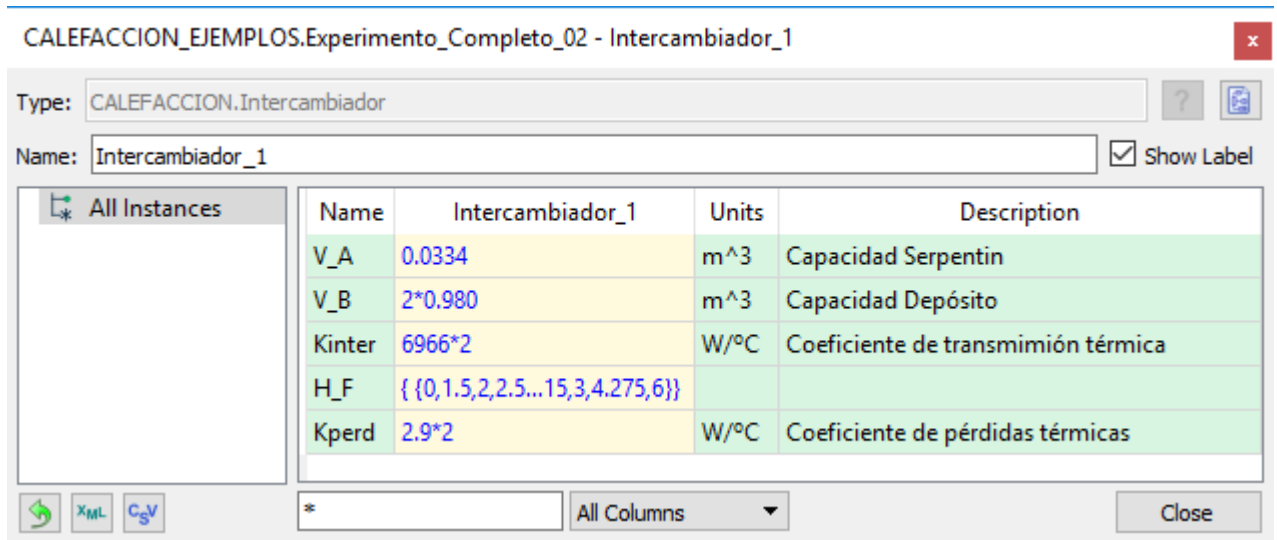 CALEFACCION_EJEMPLOS.Experimento_Completo_02 - Intercambiador_1
x
Type: CALEFACCION.Intercambiador
?
Name: Intercambiador_1
Show Label
All Instances
Name Intercambiador_1 Units Description
V_A 0.0334 m^3 Capacidad Serpentin
V_B 2*0.980 m^3 Capacidad Depósito
Kinter 6966*2 W/ºC Coeficiente de transmimión térmica
H_F { {0,1.5,2,2.5...15,3,4.275,6}}
Kperd 2.9*2 W/ºC Coeficiente de pérdidas térmicas
XML CSV * All Columns Close